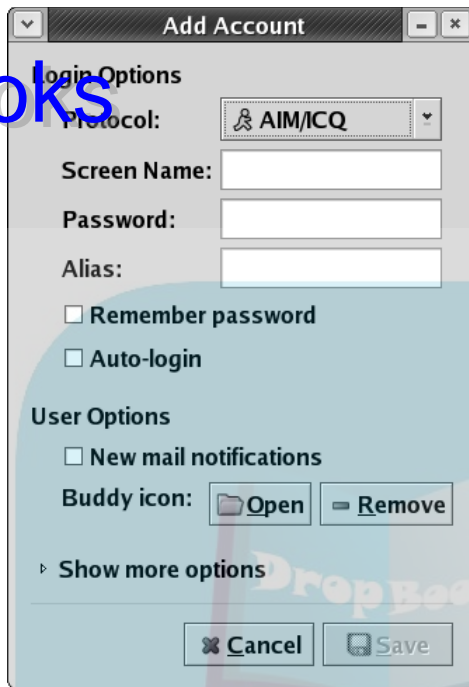 Add Account
oks
Login Options
Protocol: AIM/ICQ
Screen Name:
Password:
Alias:
Remember password
Auto-login
User Options
New mail notifications
Buddy icon: Open Remove
Show more options
DropBoo
Cancel Save